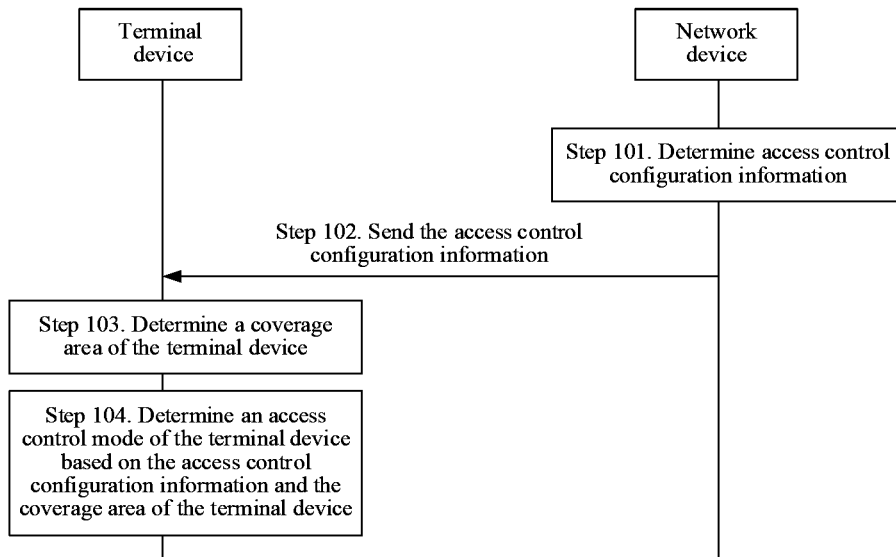 Terminal
device
Network
device
Step 101. Determine access control
configuration information
Step 102. Send the access control
configuration information
Step 103. Determine a coverage
area of the terminal device
Step 104. Determine an access
control mode of the terminal device
based on the access control
configuration information and the
coverage area of the terminal device